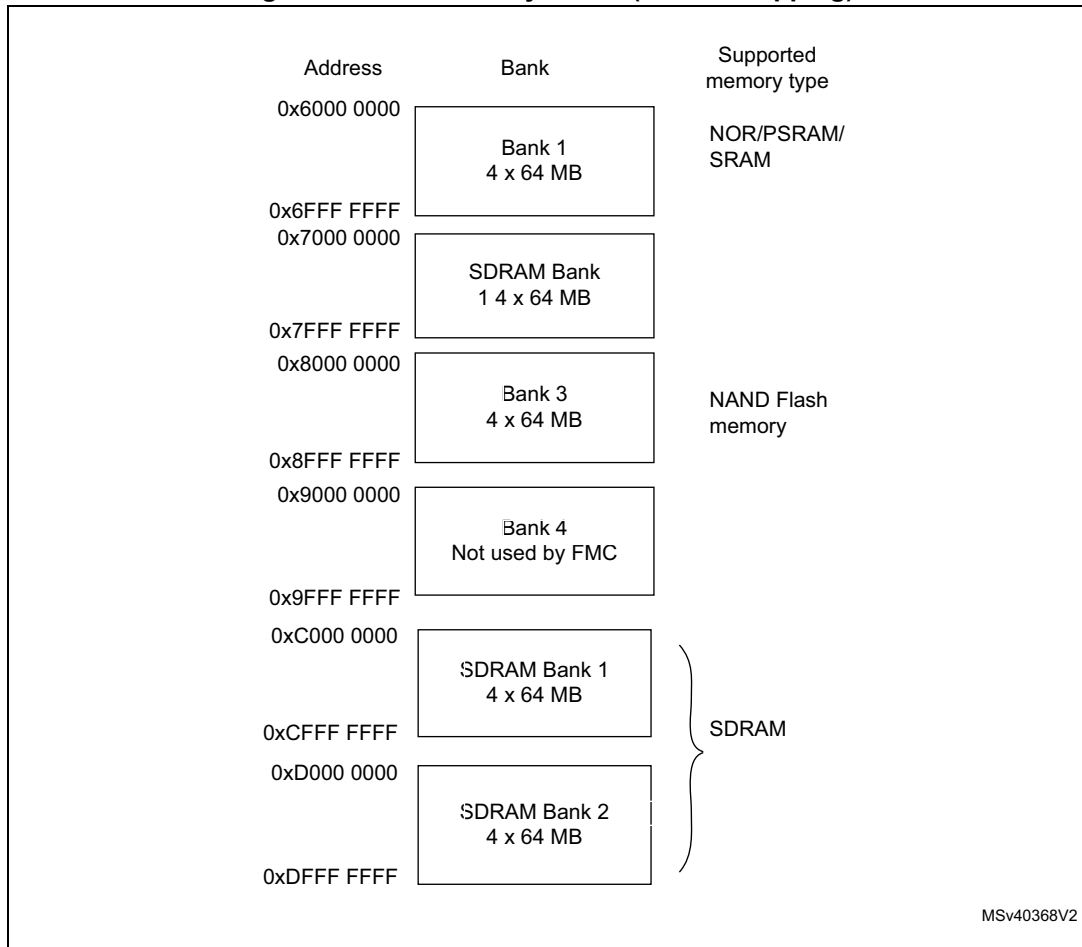 Address
Bank
Supported
memory type
0x6000 0000
Bank 1
4 x 64 MB
NOR/PSRAM/
SRAM
0x6FFF FFFF
0x7000 0000
SDRAM Bank
1 4 x 64 MB
0x7FFF FFFF
0x8000 0000
Bank 3
4 x 64 MB
NAND Flash
memory
0x8FFF FFFF
0x9000 0000
Bank 4
Not used by FMC
0x9FFF FFFF
0xC000 0000
SDRAM Bank 1
4 x 64 MB
0xCFFF FFFF
SDRAM
0xD000 0000
SDRAM Bank 2
4 x 64 MB
0xDFFF FFFF
MSv40368V2